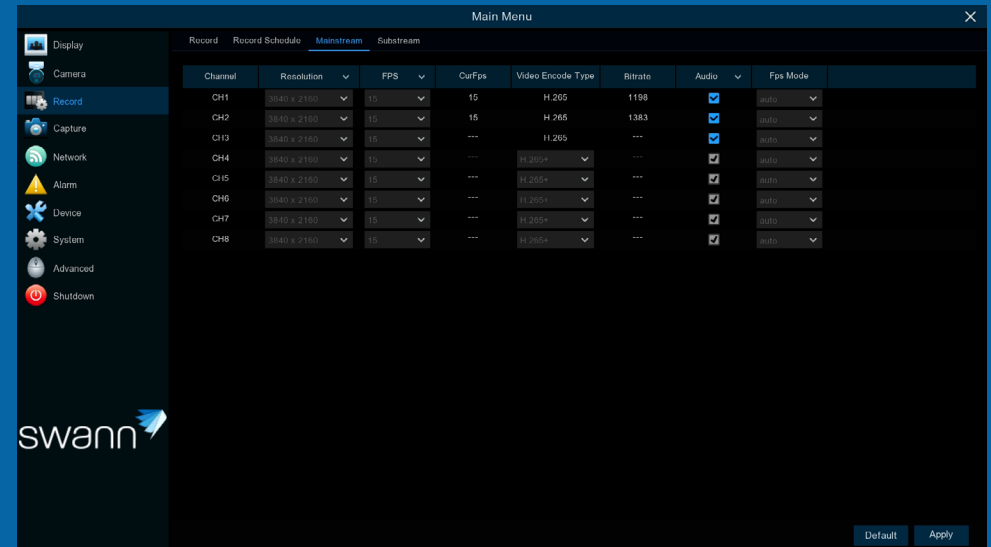 Main Menu
Display
Camera
Record
Capture
Network
Alarm
Device
System
Advanced
Shutdown
swann
Record Record Schedule Mainstream Substream
Channel Resolution FPS CurFps Video Encode Type Bitrate Audio Fps Mode
CH1 3840 x 2160 15 15 H.265 1198 auto
CH2 3840 x 2160 15 15 H.265 1383 auto
CH3 3840 x 2160 15 --- H.265 --- auto
CH4 3840 x 2160 15 --- H.265+ --- auto
CH5 3840 x 2160 15 --- H.265+ --- auto
CH6 3840 x 2160 15 --- H.265+ --- auto
CH7 3840 x 2160 15 --- H.265+ --- auto
CH8 3840 x 2160 15 --- H.265+ --- auto
Default Apply